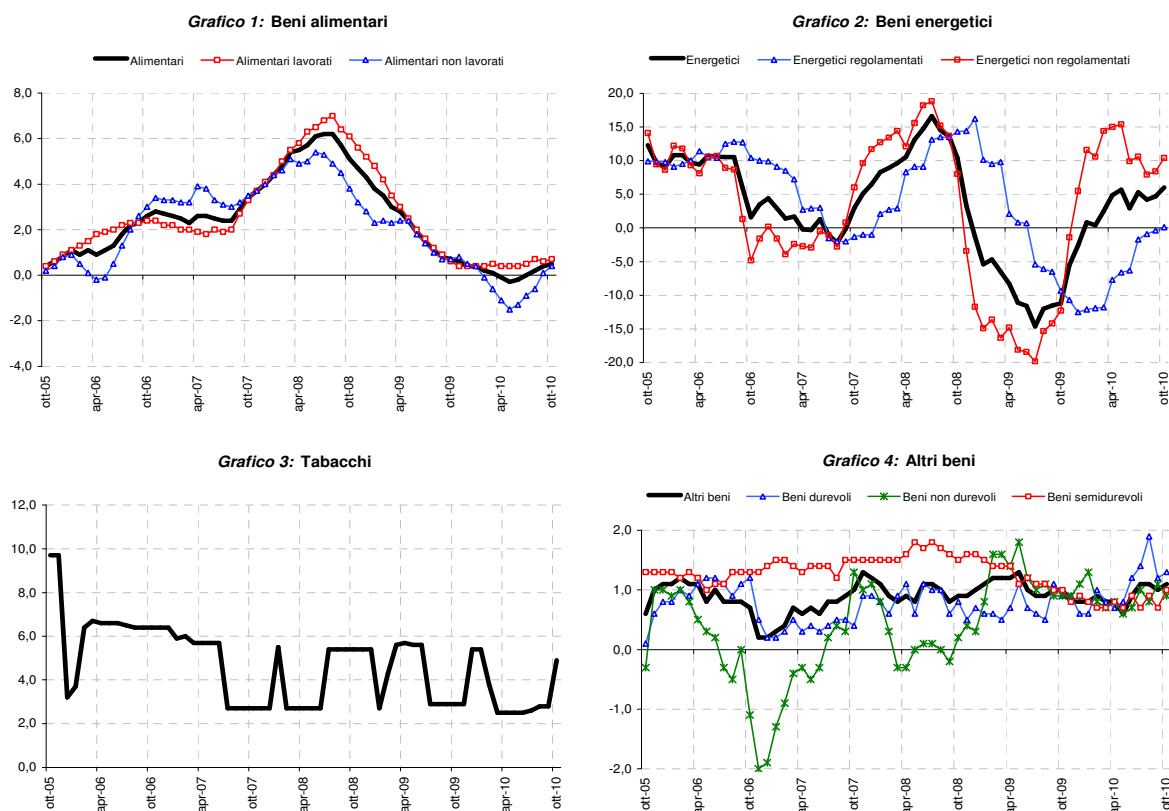 Grafico 1: Beni alimentari
Alimentari
Alimentari lavorati
Alimentari non lavorati
8,0
6,0
4,0
2,0
0,0
-2,0
-4,0
ott-05
apr-06
ott-06
apr-07
ott-07
apr-08
ott-08
apr-09
ott-09
apr-10
ott-10
Grafico 2: Beni energetici
Energetici
Energetici regolamentati
Energetici non regolamentati
20,0
15,0
10,0
5,0
0,0
-5,0
-10,0
-15,0
-20,0
ott-05
apr-06
ott-06
apr-07
ott-07
apr-08
ott-08
apr-09
ott-09
apr-10
ott-10
Grafico 3: Tabacchi
12,0
10,0
8,0
6,0
4,0
2,0
0,0
ott-05
apr-06
ott-06
apr-07
ott-07
apr-08
ott-08
apr-09
ott-09
apr-10
ott-10
Grafico 4: Altri beni
Altri beni
Beni durevoli
Beni non durevoli
Beni semidurevoli
2,0
1,0
0,0
-1,0
-2,0
ott-05
apr-06
ott-06
apr-07
ott-07
apr-08
ott-08
apr-09
ott-09
apr-10
ott-10